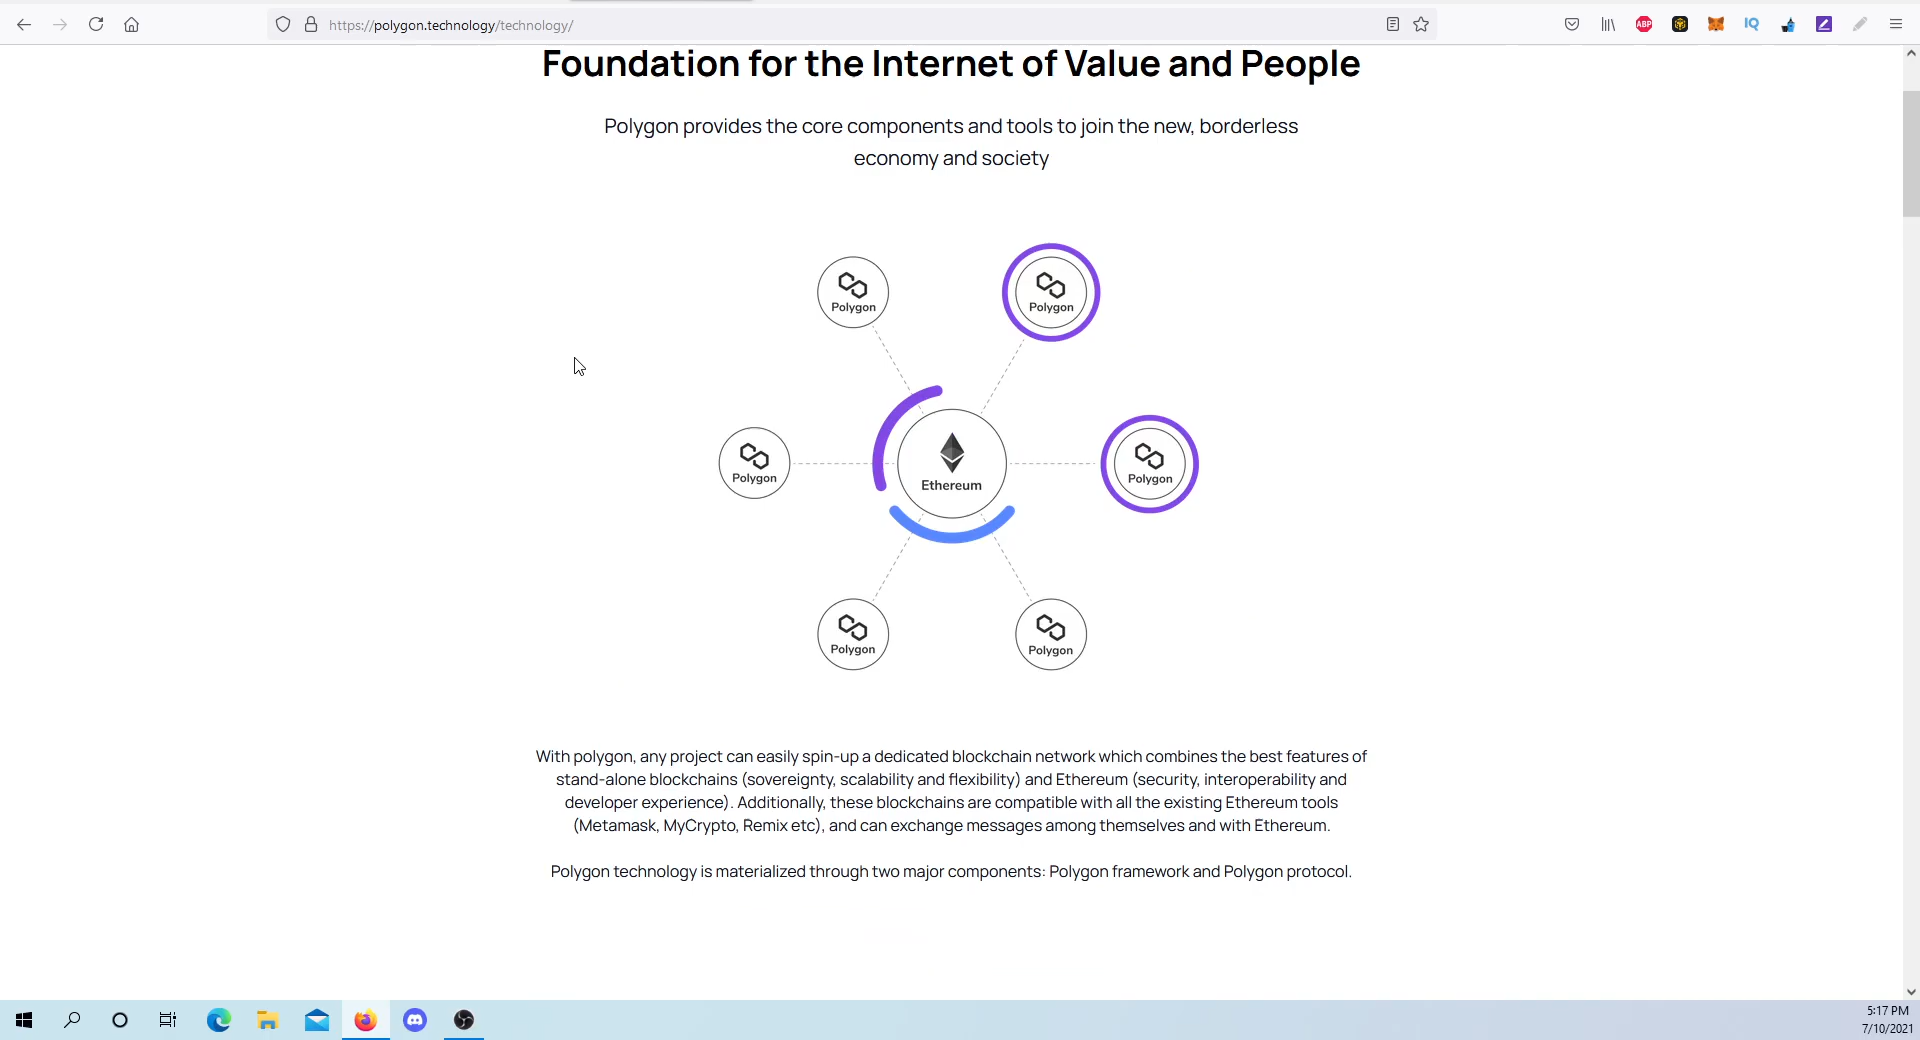 https://polygon.technology/technology/
ABP
IQ
Foundation for the Internet of Value and People
Polygon provides the core components and tools to join the new, borderless
economy and society
Polygon
Polygon
Polygon
Ethereum
Polygon
Polygon
Polygon
With polygon, any project can easily spin-up a dedicated blockchain network which combines the best features of
stand-alone blockchains (sovereignty, scalability and flexibility) and Ethereum (security, interoperability and
developer experience). Additionally, these blockchains are compatible with all the existing Ethereum tools
(Metamask, MyCrypto, Remix etc), and can exchange messages among themselves and with Ethereum.
Polygon technology is materialized through two major components: Polygon framework and Polygon protocol.
5:17 PM
7/10/2021